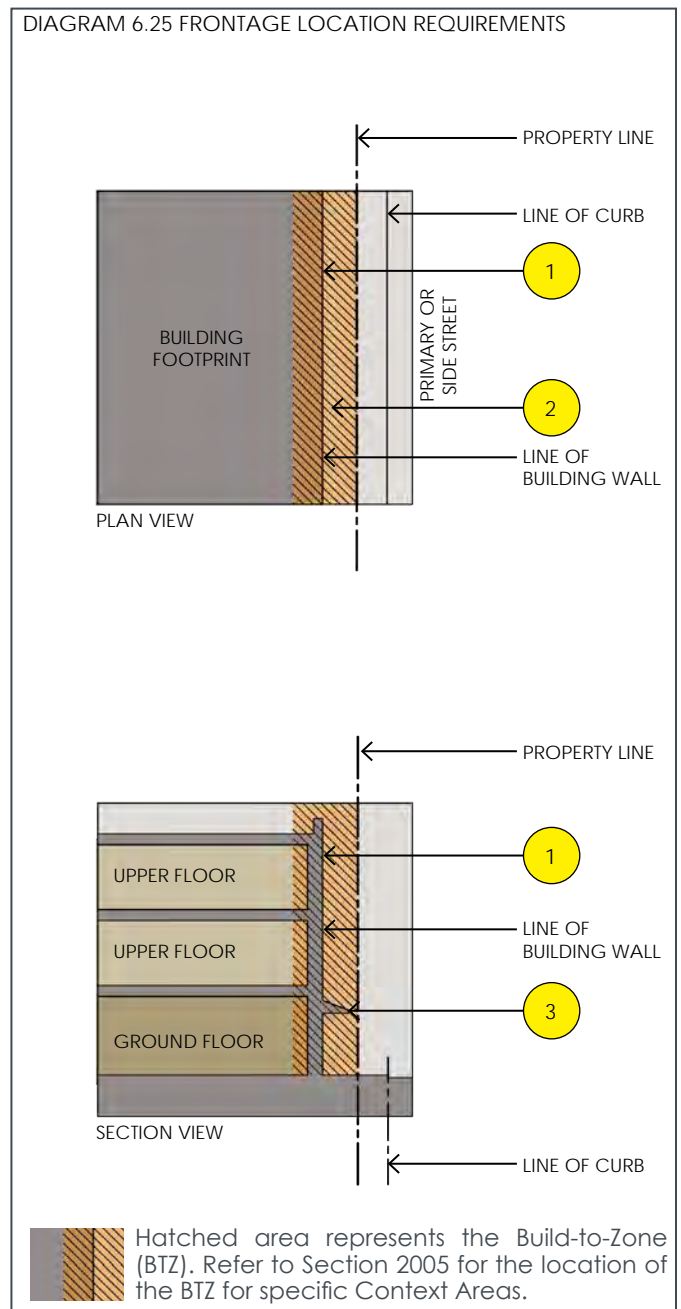 DIAGRAM 6.25 FRONTAGE LOCATION REQUIREMENTS
PROPERTY LINE
LINE OF CURB
1
PRIMARY OR
SIDE STREET
BUILDING
FOOTPRINT
2
LINE OF
BUILDING WALL
PLAN VIEW
PROPERTY LINE
1
UPPER FLOOR
LINE OF
BUILDING WALL
UPPER FLOOR
3
GROUND FLOOR
SECTION VIEW
LINE OF CURB
Hatched area represents the Build-to-Zone
(BTZ). Refer to Section 2005 for the location of
the BTZ for specific Context Areas.